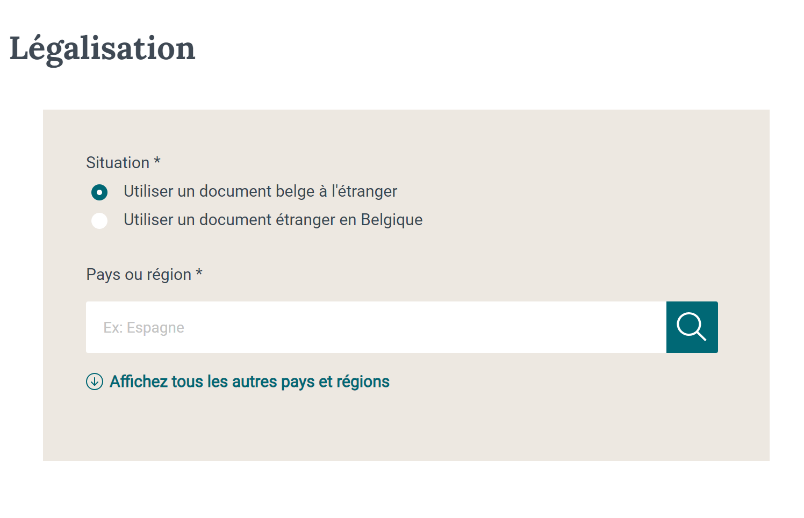 Légalisation
Situation *
Utiliser un document belge à l'étranger
Utiliser un document étranger en Belgique
Pays ou région *
Ex: Espagne
Affichez tous les autres pays et régions